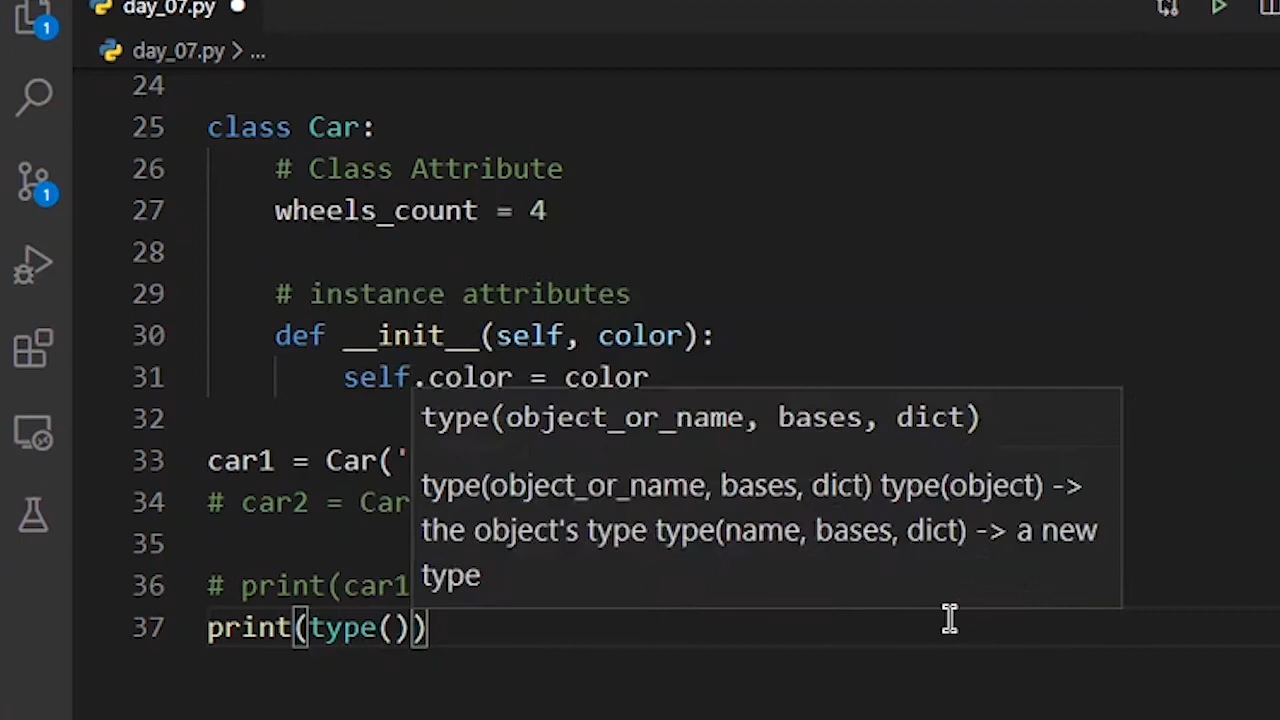 day_07.py
day_07.py > ...
24
25 class Car:
26 # Class Attribute
27 wheels_count = 4
28
29 # instance attributes
30 def __init__(self, color):
31 self.color = color
32 type(object_or_name, bases, dict)
33 car1 = Car('
type(object_or_name, bases, dict) type(object) ->
34 # car2 = Car
the object's type type(name, bases, dict) -> a new
35
type
36 # print(car1
37 print(type())
1
1